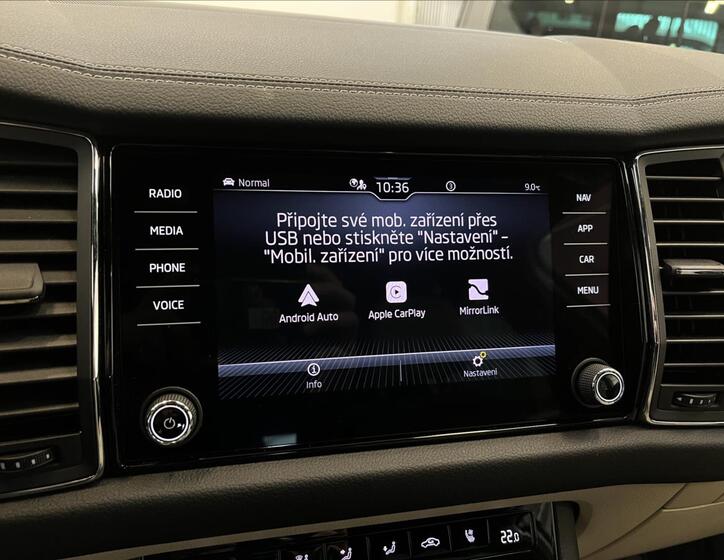 Normal
10:36
9.0°C
RADIO
MEDIA
PHONE
VOICE
Připojte své mob. zařízení přes
USB nebo stiskněte "Nastavení" –
"Mobil. zařízení" pro více možností.
Android Auto
Apple CarPlay
MirrorLink
Info
Nastavení
NAV
APP
CAR
MENU
22.0